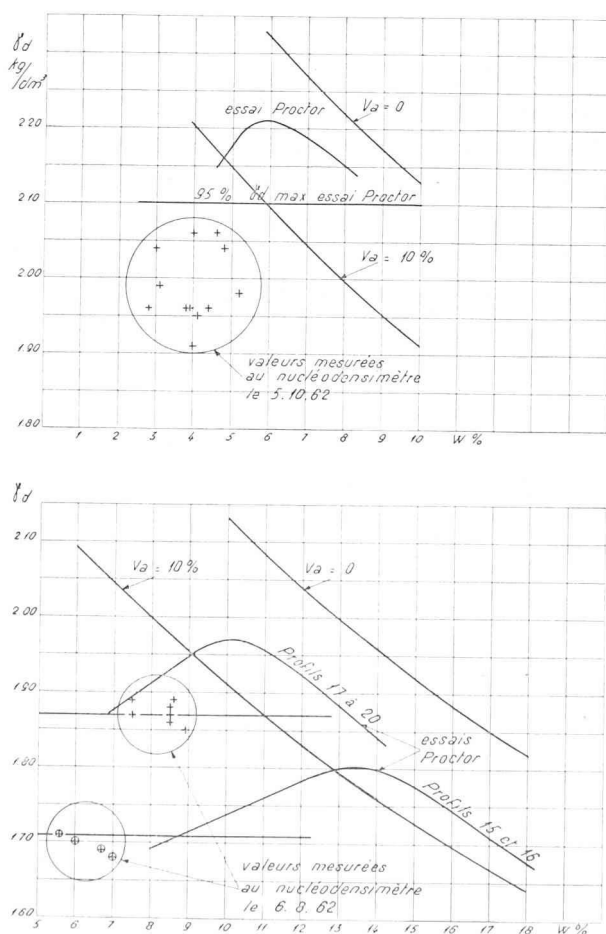 γd
kg/dm³
2.20
2.10
2.00
1.90
1.80
essai Proctor
Va = 0
95% γd max essai Proctor
Va = 10%
valeurs mesurées
au nucléodensimètre
le 5.10.62
1 2 3 4 5 6 7 8 9 10 W%
γd
2.10
2.00
1.90
1.80
1.70
1.60
Va = 10%
Va = 0
Profils 17 à 20
essais
Proctor
Profils 15 et 16
valeurs mesurées
au nucléodensimètre
le 6.8.62
5 6 7 8 9 10 11 12 13 14 15 16 17 18 W%